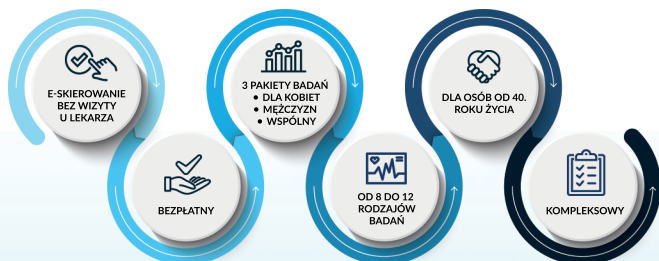 E-SKIEROWANIE
BEZ WIZYTY
U LEKARZA
BEZPŁATNY
3 PAKIETY BADAŃ
• DLA KOBIET
• MĘŻCZYZN
• WSPÓLNY
OD 8 DO 12
RODZAJÓW
BADAŃ
DLA OSÓB OD 40.
ROKU ŻYCIA
KOMPLEKSOWY